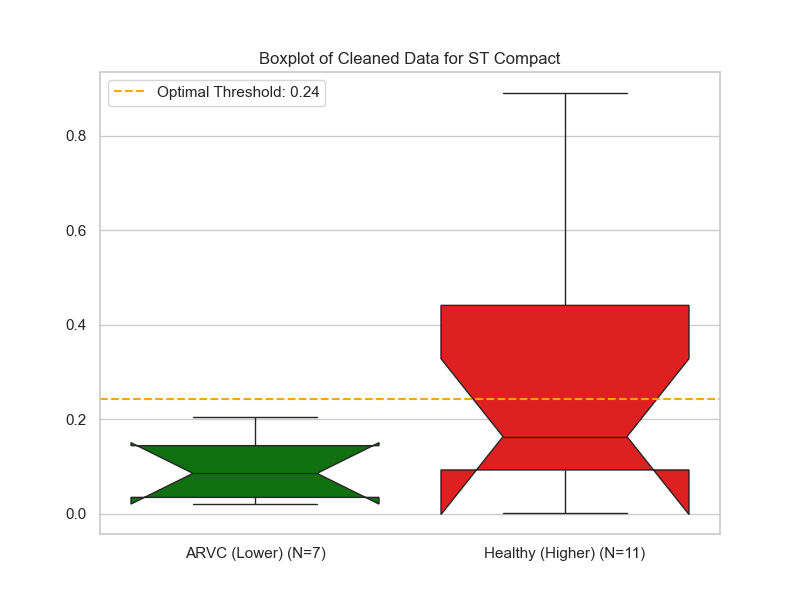 Boxplot of Cleaned Data for ST Compact
Optimal Threshold: 0.24
0.8
0.6
0.4
0.2
0.0
ARVC (Lower) (N=7)
Healthy (Higher) (N=11)